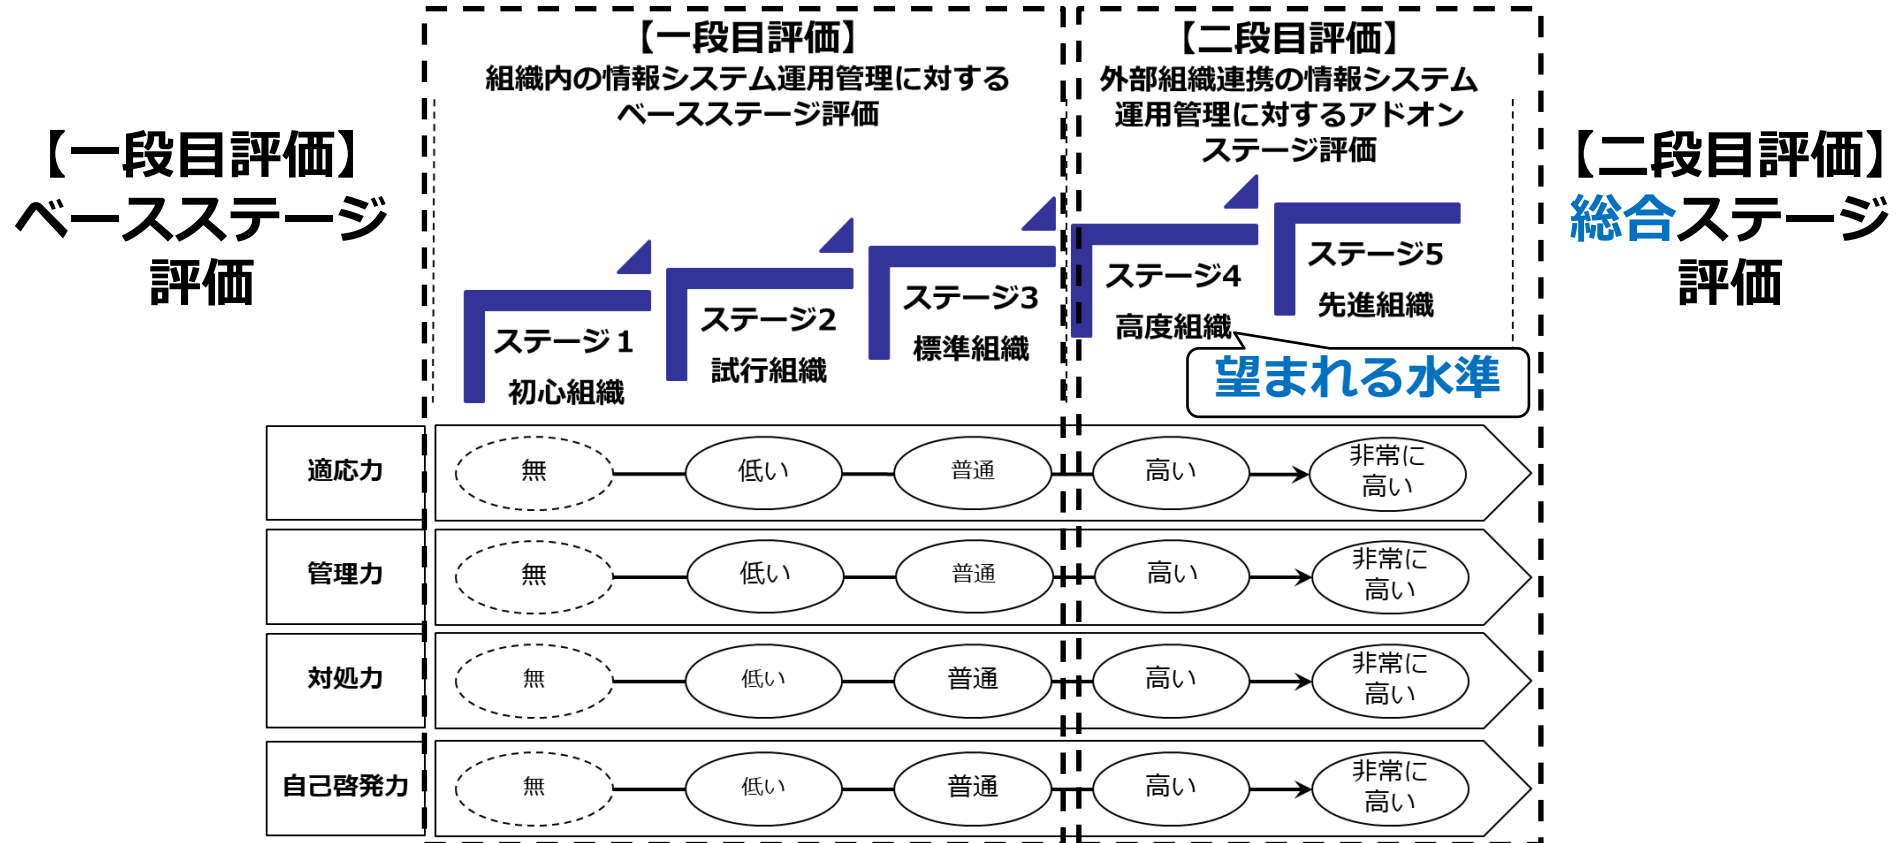 【一段目評価】
ベースステージ
評価
【一段目評価】
組織内の情報システム運用管理に対する
ベースステージ評価
【二段目評価】
外部組織連携の情報システム
運用管理に対するアドオン
ステージ評価
【二段目評価】
総合ステージ
評価
ステージ１
初心組織
ステージ2
試行組織
ステージ3
標準組織
ステージ4
高度組織
ステージ5
先進組織
望まれる水準
適応力
無
低い
普通
高い
非常に
高い
管理力
無
低い
普通
高い
非常に
高い
対処力
無
低い
普通
高い
非常に
高い
自己啓発力
無
低い
普通
高い
非常に
高い